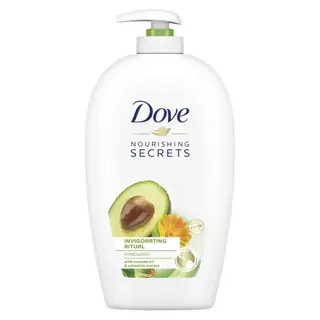 Dove
NOURISHING
SECRETS
INVIGORATING
RITUAL
HANDWASH
with avocado oil
& calendula extract